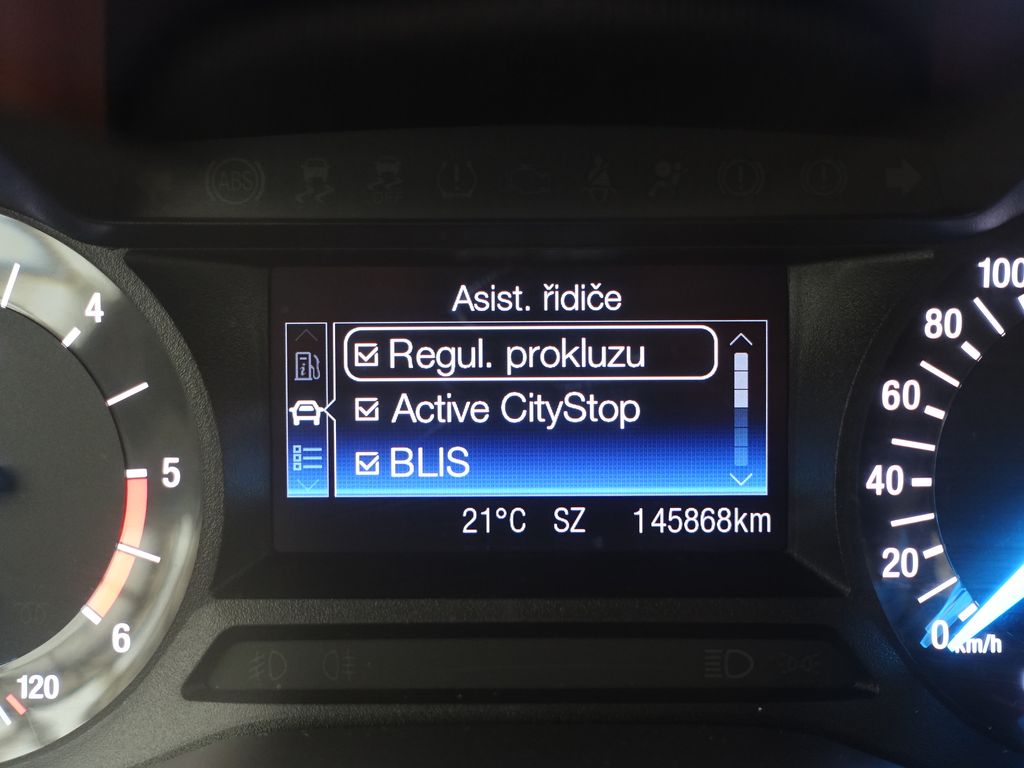 ABS
OFF
Asist. řidiče
Regul. prokluzu
Active CityStop
BLIS
21°C SZ 145868km
4
5
6
120
100
80
60
40
20
0
km/h